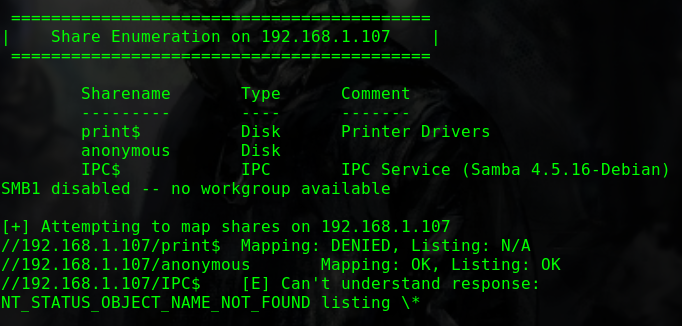 ==========================================
|    Share Enumeration on 192.168.1.107    |
==========================================
Sharename       Type      Comment
---------       ----      -------
print$          Disk      Printer Drivers
anonymous       Disk
IPC$            IPC       IPC Service (Samba 4.5.16-Debian)
SMB1 disabled -- no workgroup available
[+] Attempting to map shares on 192.168.1.107
//192.168.1.107/print$  Mapping: DENIED, Listing: N/A
//192.168.1.107/anonymous       Mapping: OK, Listing: OK
//192.168.1.107/IPC$    [E] Can't understand response:
NT_STATUS_OBJECT_NAME_NOT_FOUND listing \*